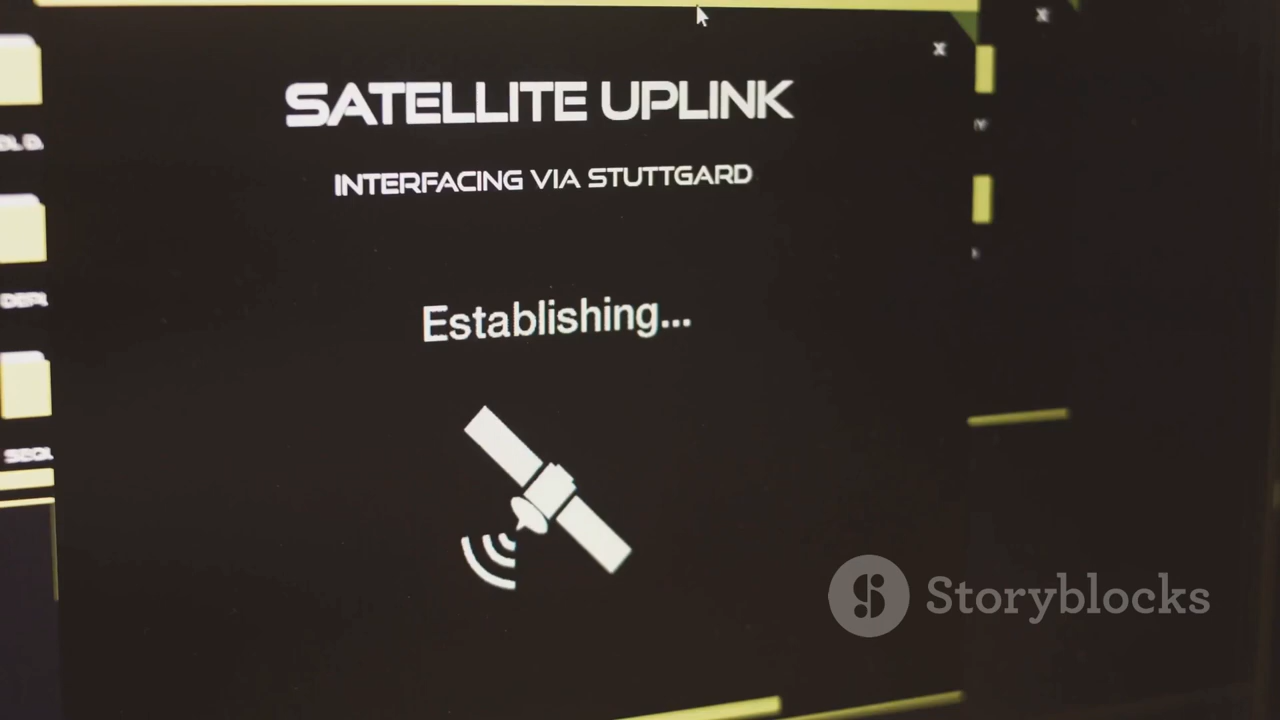 x
x
SATELLITE UPLINK
INTERFACING VIA STUTTGARD
Establishing...
Storyblocks